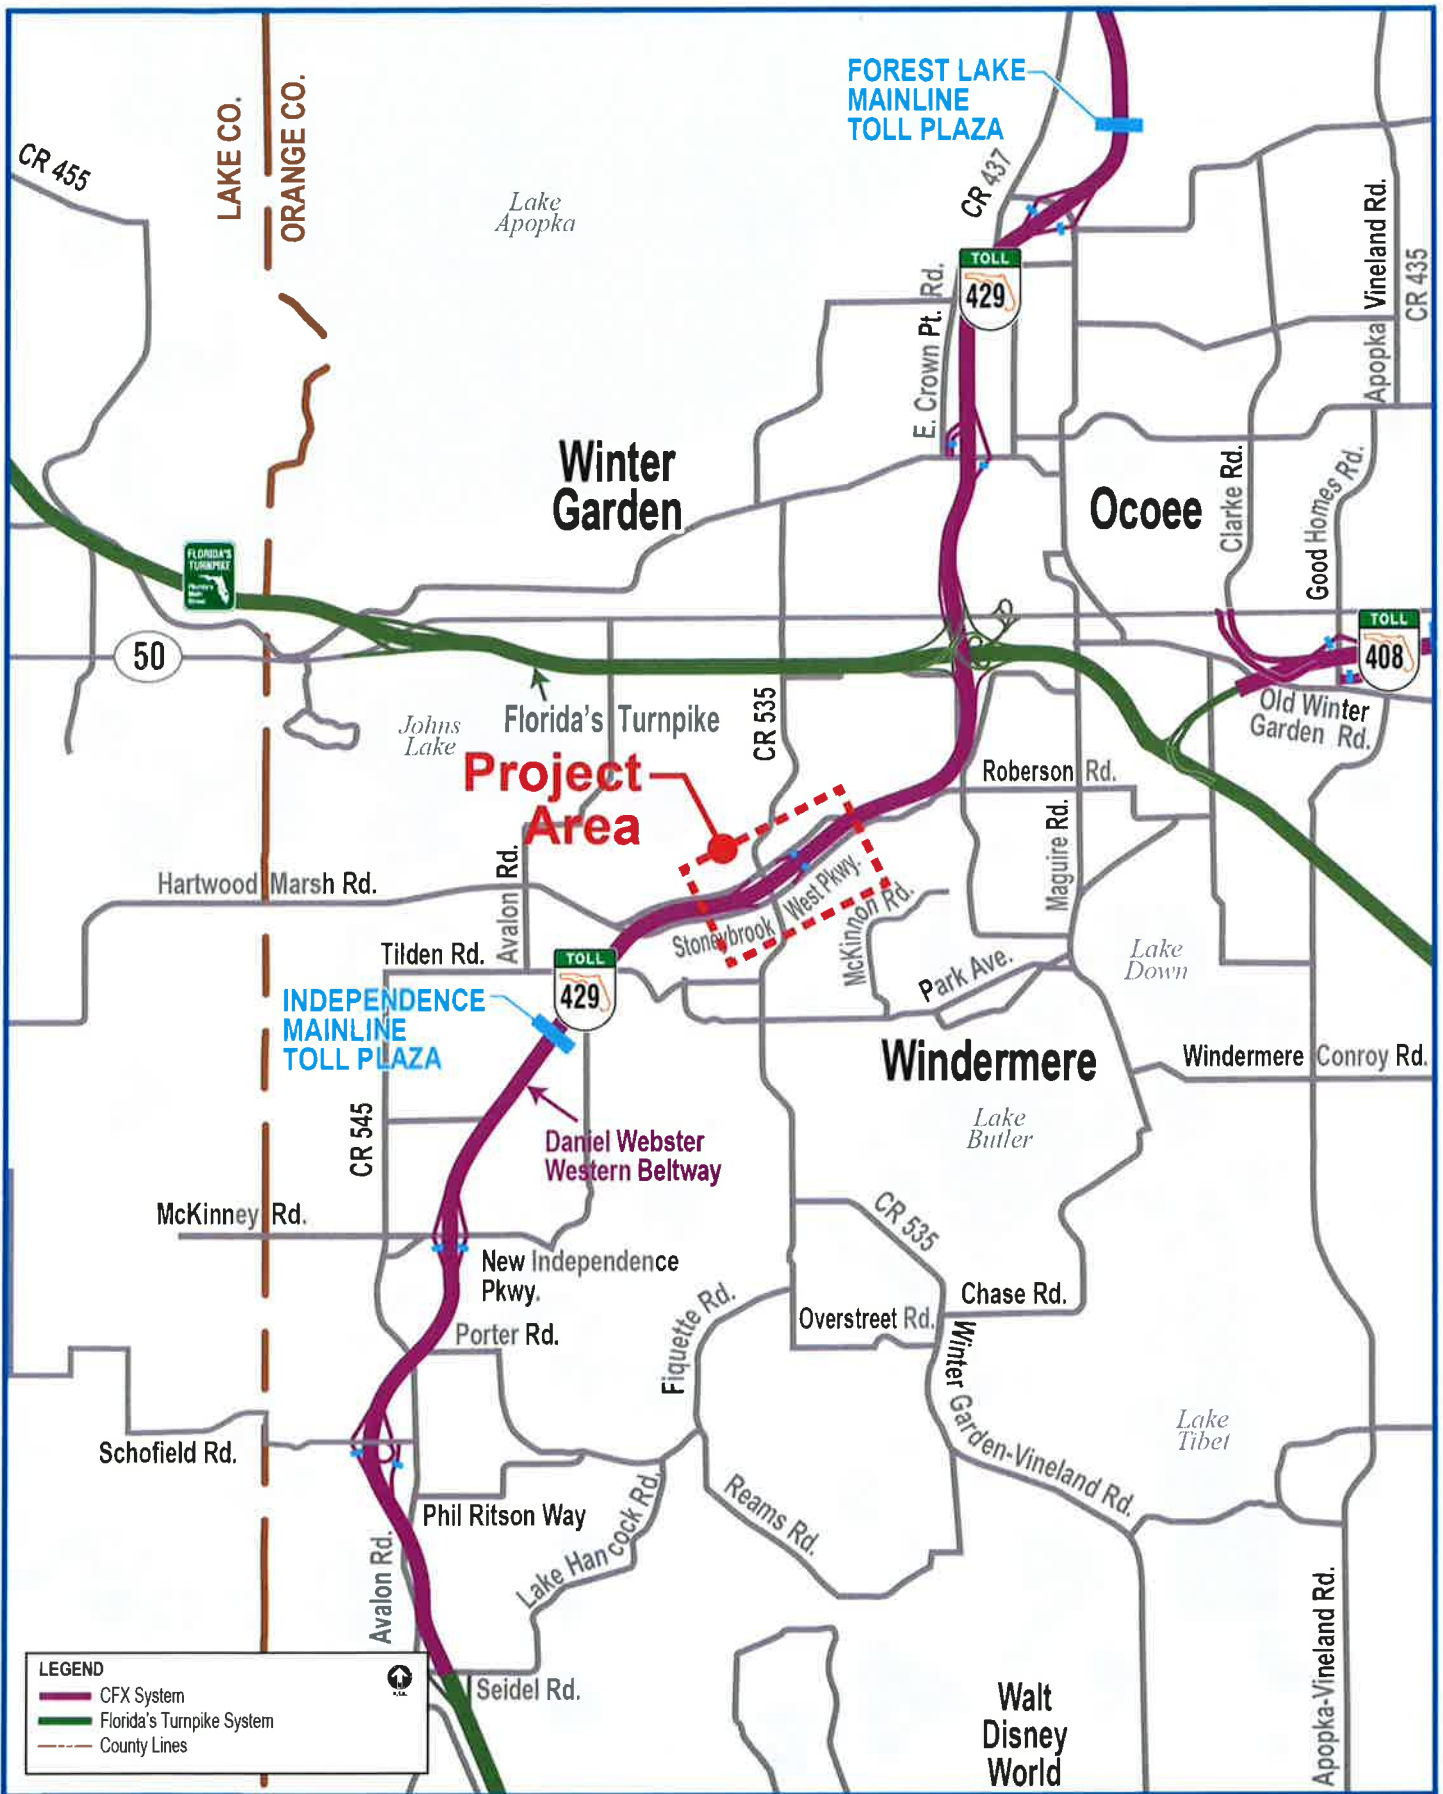 FOREST LAKE
MAINLINE
TOLL PLAZA
LAKE CO.
ORANGE CO.
CR 455
Lake
Apopka
CR 437
TOLL
429
Apopka Vineland Rd.
CR 435
E. Crown Pt. Rd.
Winter
Garden
Ocoee
Clarke Rd.
Good Homes Rd.
FLORIDA'S
TURNPIKE
50
TOLL
408
Old Winter
Garden Rd.
Johns
Lake
Florida's Turnpike
CR 535
Project
Area
Roberson Rd.
Maguire Rd.
Hartwood Marsh Rd.
Avalon Rd.
Stoneybrook West Pkwy.
McKinnon Rd.
Tilden Rd.
TOLL
429
Park Ave.
Lake
Down
INDEPENDENCE
MAINLINE
TOLL PLAZA
Windermere
Windermere Conroy Rd.
CR 545
Daniel Webster
Western Beltway
Lake
Butler
McKinney Rd.
CR 535
New Independence
Pkwy.
Chase Rd.
Overstreet Rd.
Porter Rd.
Fiquette Rd.
Winter Garden-Vineland Rd.
Lake
Tibet
Schofield Rd.
Phil Ritson Way
Reams Rd.
Lake Hancock Rd.
Avalon Rd.
Apopka-Vineland Rd.
Seidel Rd.
Walt
Disney
World
LEGEND
CFX System
Florida's Turnpike System
County Lines